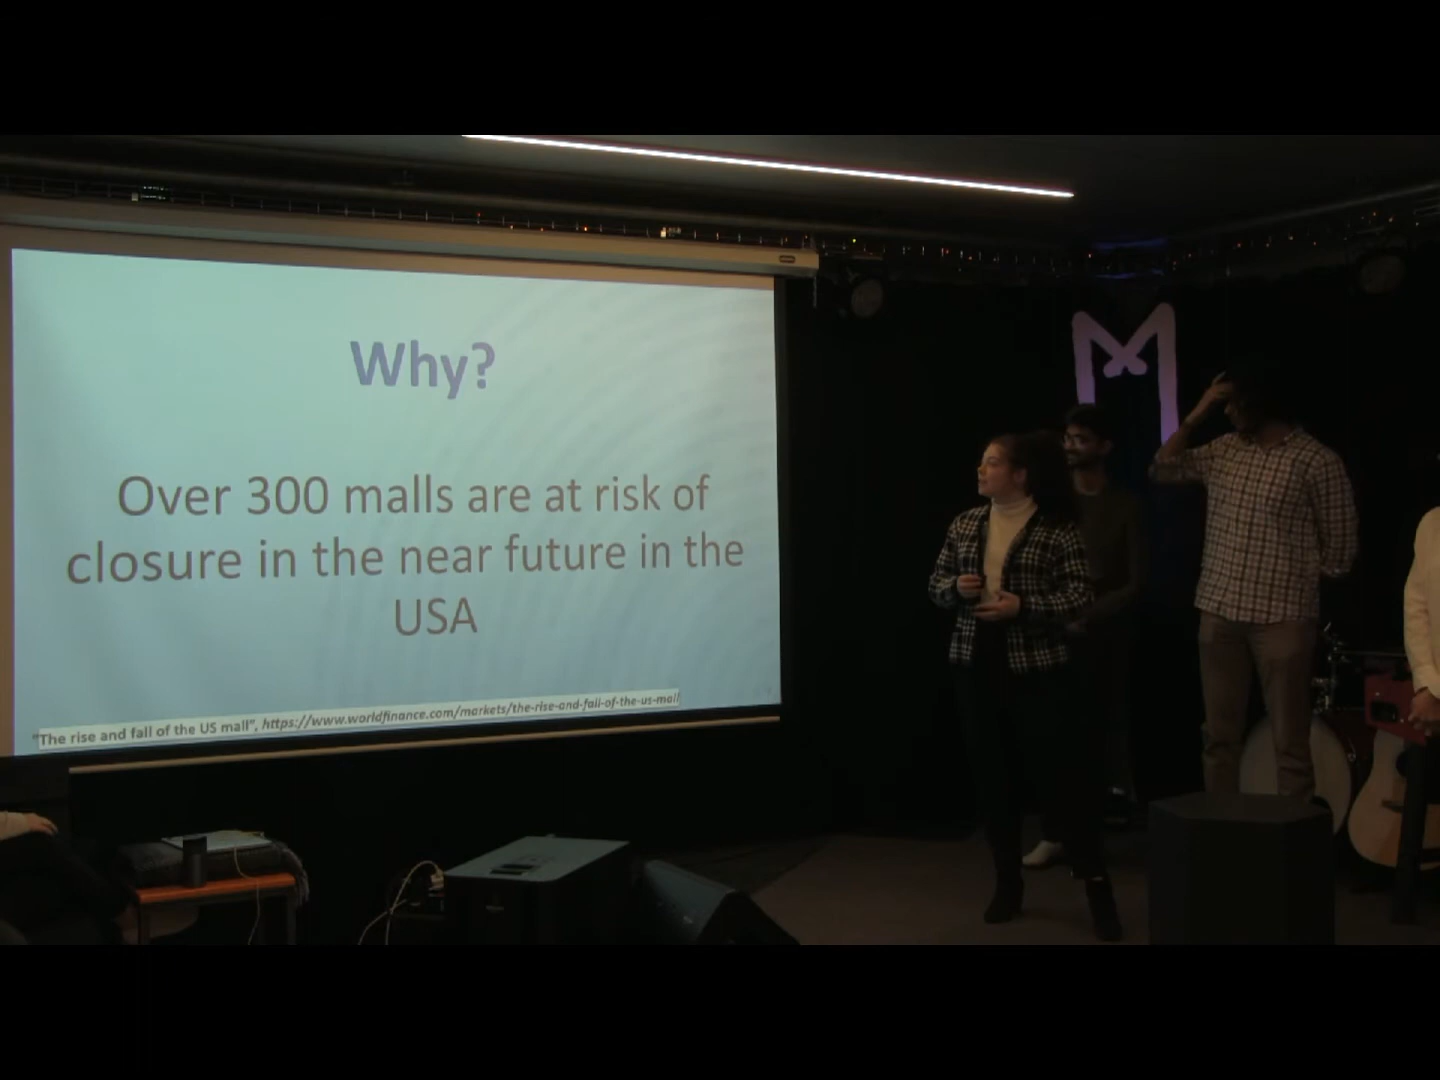 Why?
Over 300 malls are at risk of
closure in the near future in the
USA
"The rise and fall of the US mall", https://www.worldfinance.com/markets/the-rise-and-fall-of-the-us-mall
M